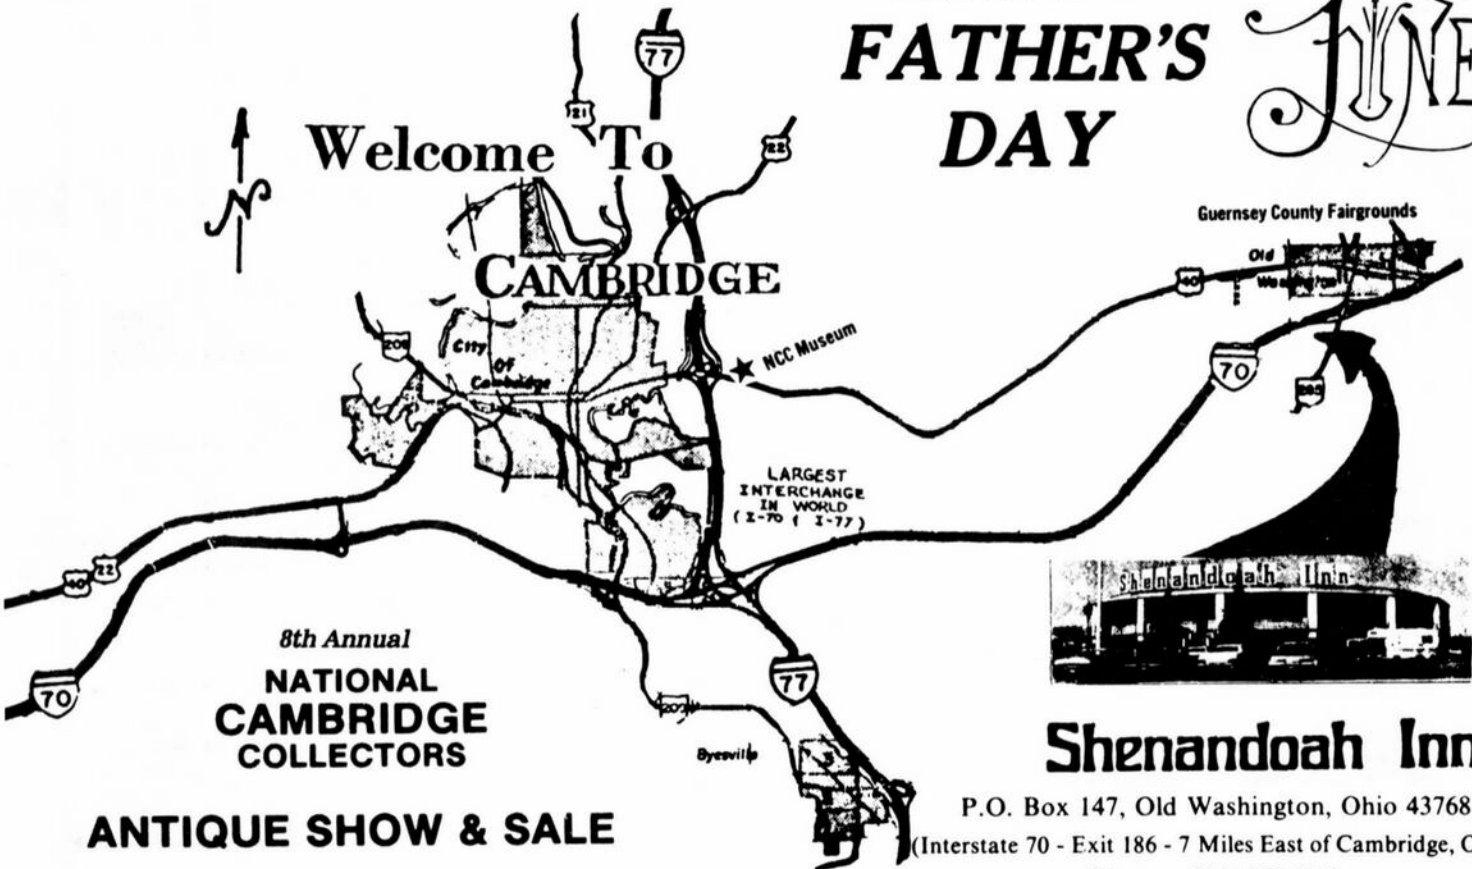 FATHER'S
DAY
77
21
22
Welcome To
CAMBRIDGE
N
Guernsey County Fairgrounds
Old
Washington
40
70
NCC Museum
209
City
Of
Cambridge
LARGEST
INTERCHANGE
IN WORLD
(I-70 & I-77)
40
22
70
77
209
Byesville
8th Annual
NATIONAL
CAMBRIDGE
COLLECTORS
ANTIQUE SHOW & SALE
Shenandoah Inn
Shenandoah Inn
P.O. Box 147, Old Washington, Ohio 43768
(Interstate 70 - Exit 186 - 7 Miles East of Cambridge,